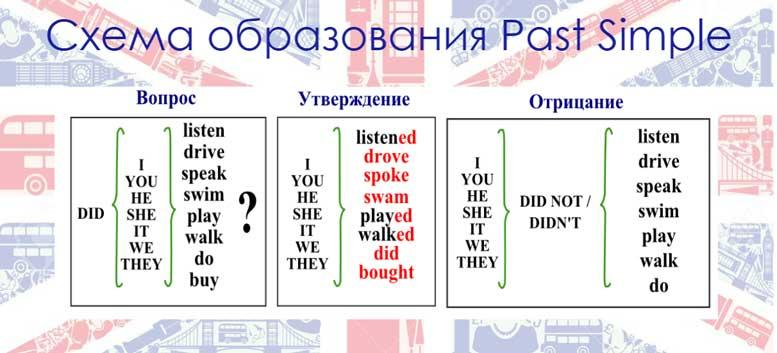 Схема образования Past Simple
Вопрос
DID
I
YOU
HE
SHE
IT
WE
THEY
listen
drive
speak
swim
play
walk
do
buy
?
Утверждение
I
YOU
HE
SHE
IT
WE
THEY
listened
drove
spoke
swam
played
walked
did
bought
Отрицание
I
YOU
HE
SHE
IT
WE
THEY
DID NOT /
DIDN'T
listen
drive
speak
swim
play
walk
do